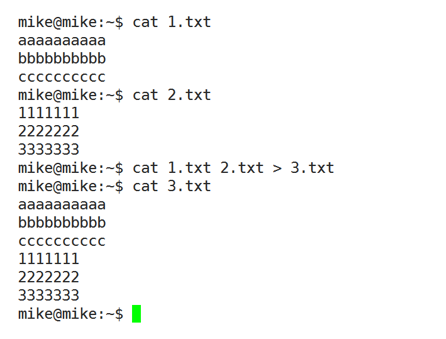 mike@mike:~$ cat 1.txt
aaaaaaaaaa
bbbbbbbbbb
cccccccccc
mike@mike:~$ cat 2.txt
1111111
2222222
3333333
mike@mike:~$ cat 1.txt 2.txt > 3.txt
mike@mike:~$ cat 3.txt
aaaaaaaaaa
bbbbbbbbbb
cccccccccc
1111111
2222222
3333333
mike@mike:~$